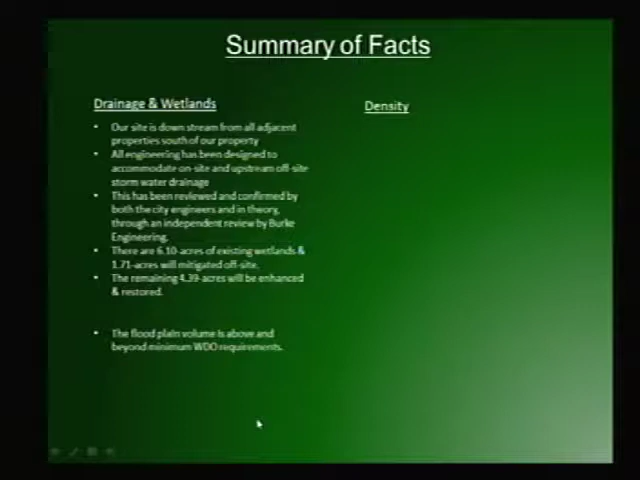 Summary of Facts
Drainage & Wetlands
• Our site is down stream from all adjacent
properties south of our property
• All engineering has been designed to
accommodate on-site and upstream off-site
storm water drainage
• This has been reviewed and confirmed by
both the city engineers and in theory,
through an independent review by Burke
Engineering.
• There are 6.10-acres of existing wetlands &
1.71-acres will mitigated off-site.
• The remaining 4.39-acres will be enhanced
& restored.
• The flood plain volume is above and
beyond minimum WDO requirements.
Density